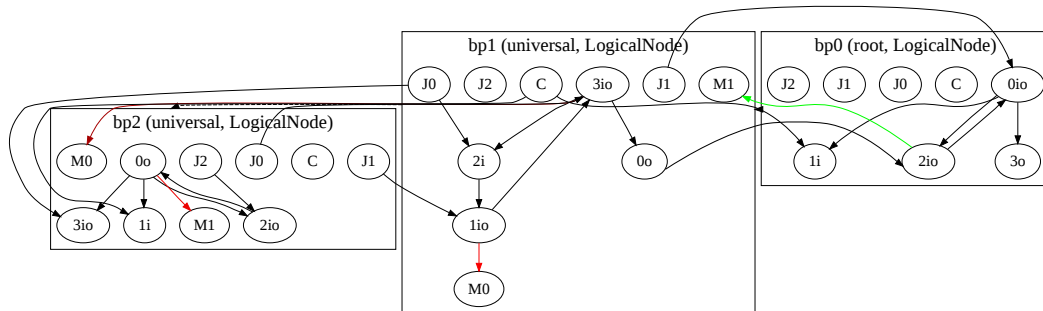 bp1 (universal, LogicalNode)
bp0 (root, LogicalNode)
J0 J2 C 3io J1 M1
J2 J1 J0 C 0io
bp2 (universal, LogicalNode)
M0 0o J2 J0 C J1
2i 0o
1i 2io 3o
3io 1i M1 2io
1io
M0